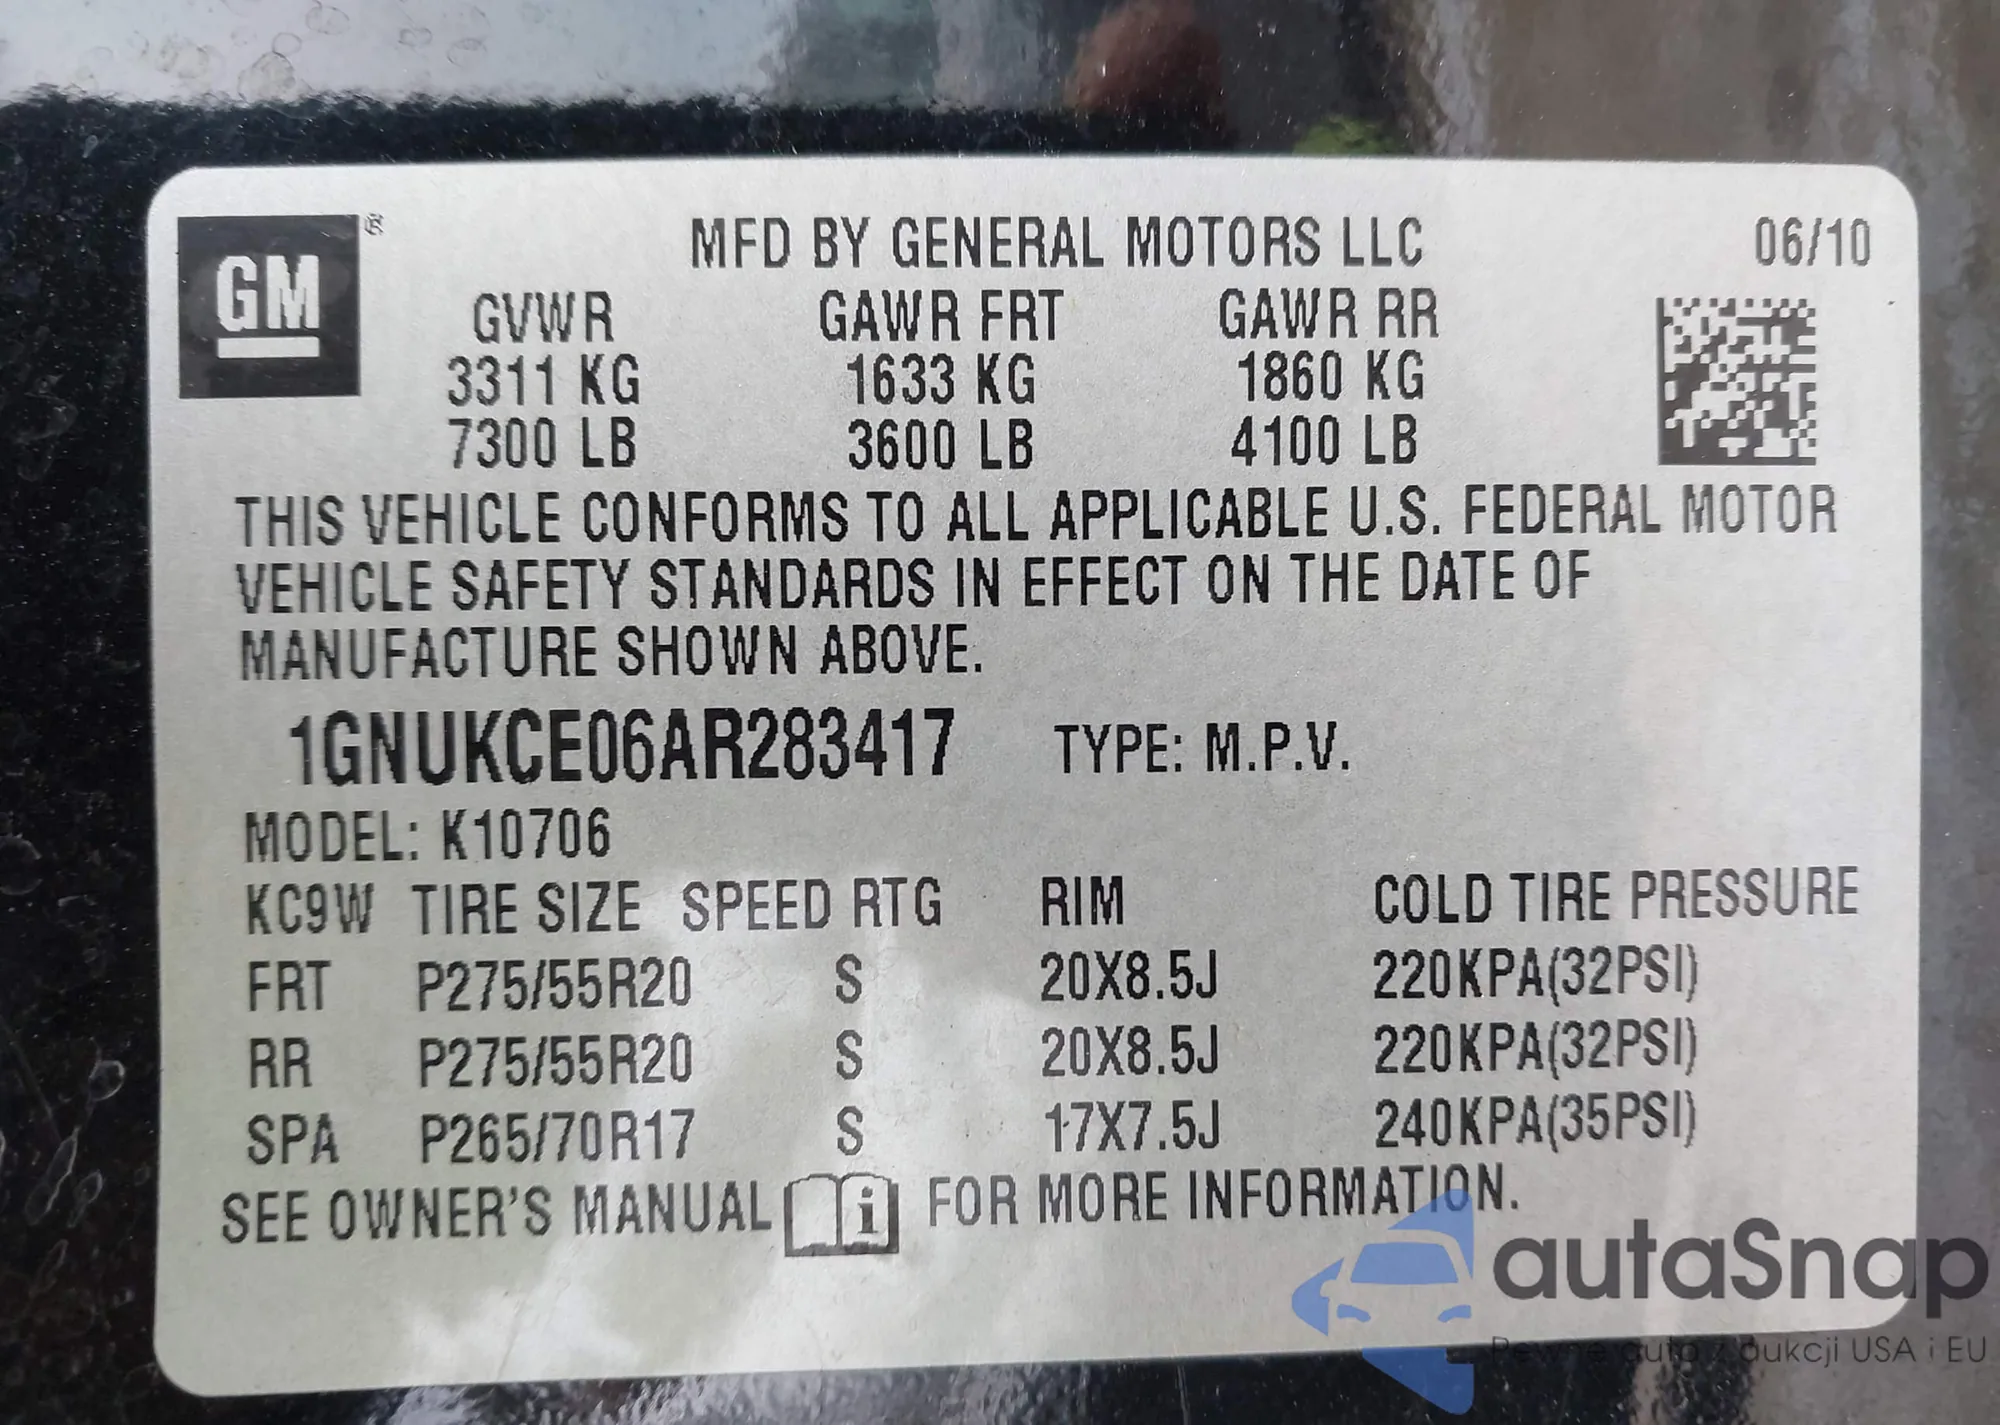 GM ®
MFD BY GENERAL MOTORS LLC 06/10
GVWR GAWR FRT GAWR RR
3311 KG 1633 KG 1860 KG
7300 LB 3600 LB 4100 LB
THIS VEHICLE CONFORMS TO ALL APPLICABLE U.S. FEDERAL MOTOR
VEHICLE SAFETY STANDARDS IN EFFECT ON THE DATE OF
MANUFACTURE SHOWN ABOVE.
1GNUKCE06AR283417 TYPE: M.P.V.
MODEL: K10706
KC9W TIRE SIZE SPEED RTG RIM COLD TIRE PRESSURE
FRT P275/55R20 S 20X8.5J 220KPA(32PSI)
RR P275/55R20 S 20X8.5J 220KPA(32PSI)
SPA P265/70R17 S 17X7.5J 240KPA(35PSI)
SEE OWNER'S MANUAL i FOR MORE INFORMATION.
autaSnap
Pewne auta z aukcji USA i EU